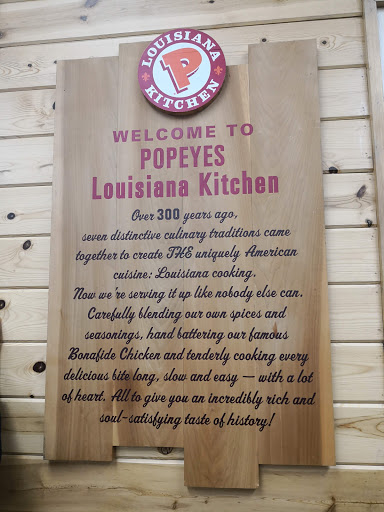 LOUISIANA
P
KITCHEN
WELCOME TO
POPEYES
Louisiana Kitchen
Over 300 years ago,
seven distinctive culinary traditions came
together to create THE uniquely American
cuisine: Louisiana cooking.
Now we're serving it up like nobody else can.
Carefully blending our own spices and
seasonings, hand battering our famous
Bonafide Chicken and tenderly cooking every
delicious bite long, slow and easy — with a lot
of heart. All to give you an incredibly rich and
soul-satisfying taste of history!